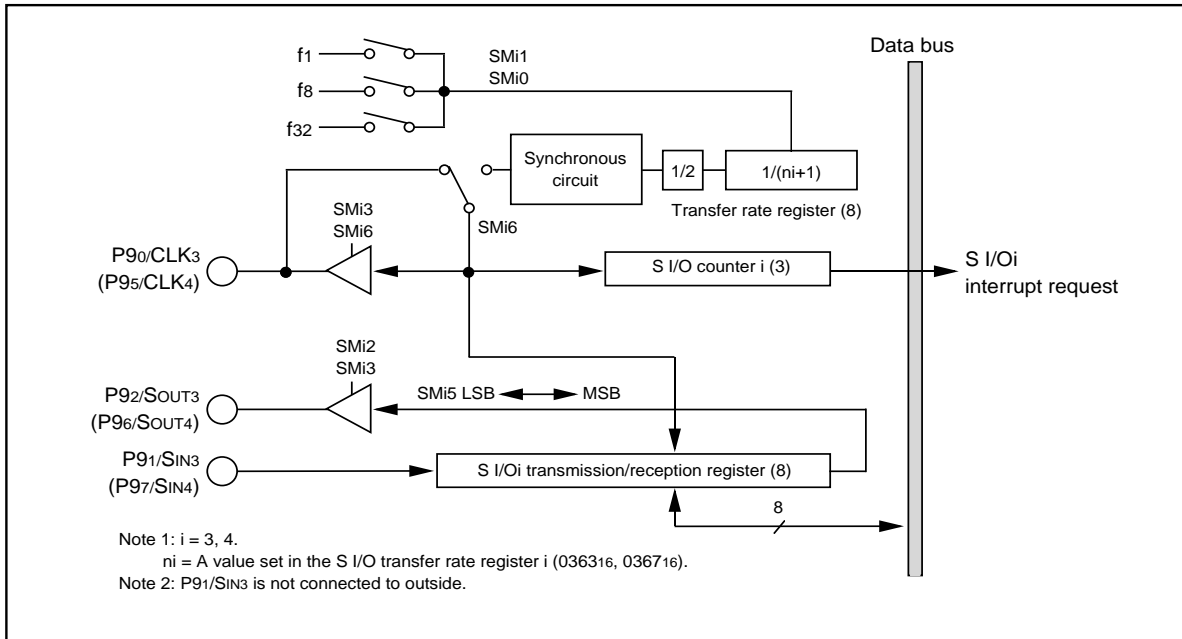 Data bus
f1
SMi1
SMi0
f8
f32
Synchronous
circuit
1/2
1/(ni+1)
Transfer rate register (8)
SMi6
SMi3
SMi6
P90/CLK3
(P95/CLK4)
S I/O counter i (3)
S I/Oi
interrupt request
SMi2
SMi3
SMi5 LSB
MSB
P92/SOUT3
(P96/SOUT4)
P91/SIN3
(P97/SIN4)
S I/Oi transmission/reception register (8)
8
Note 1: i = 3, 4.
ni = A value set in the S I/O transfer rate register i (036316, 036716).
Note 2: P91/SIN3 is not connected to outside.